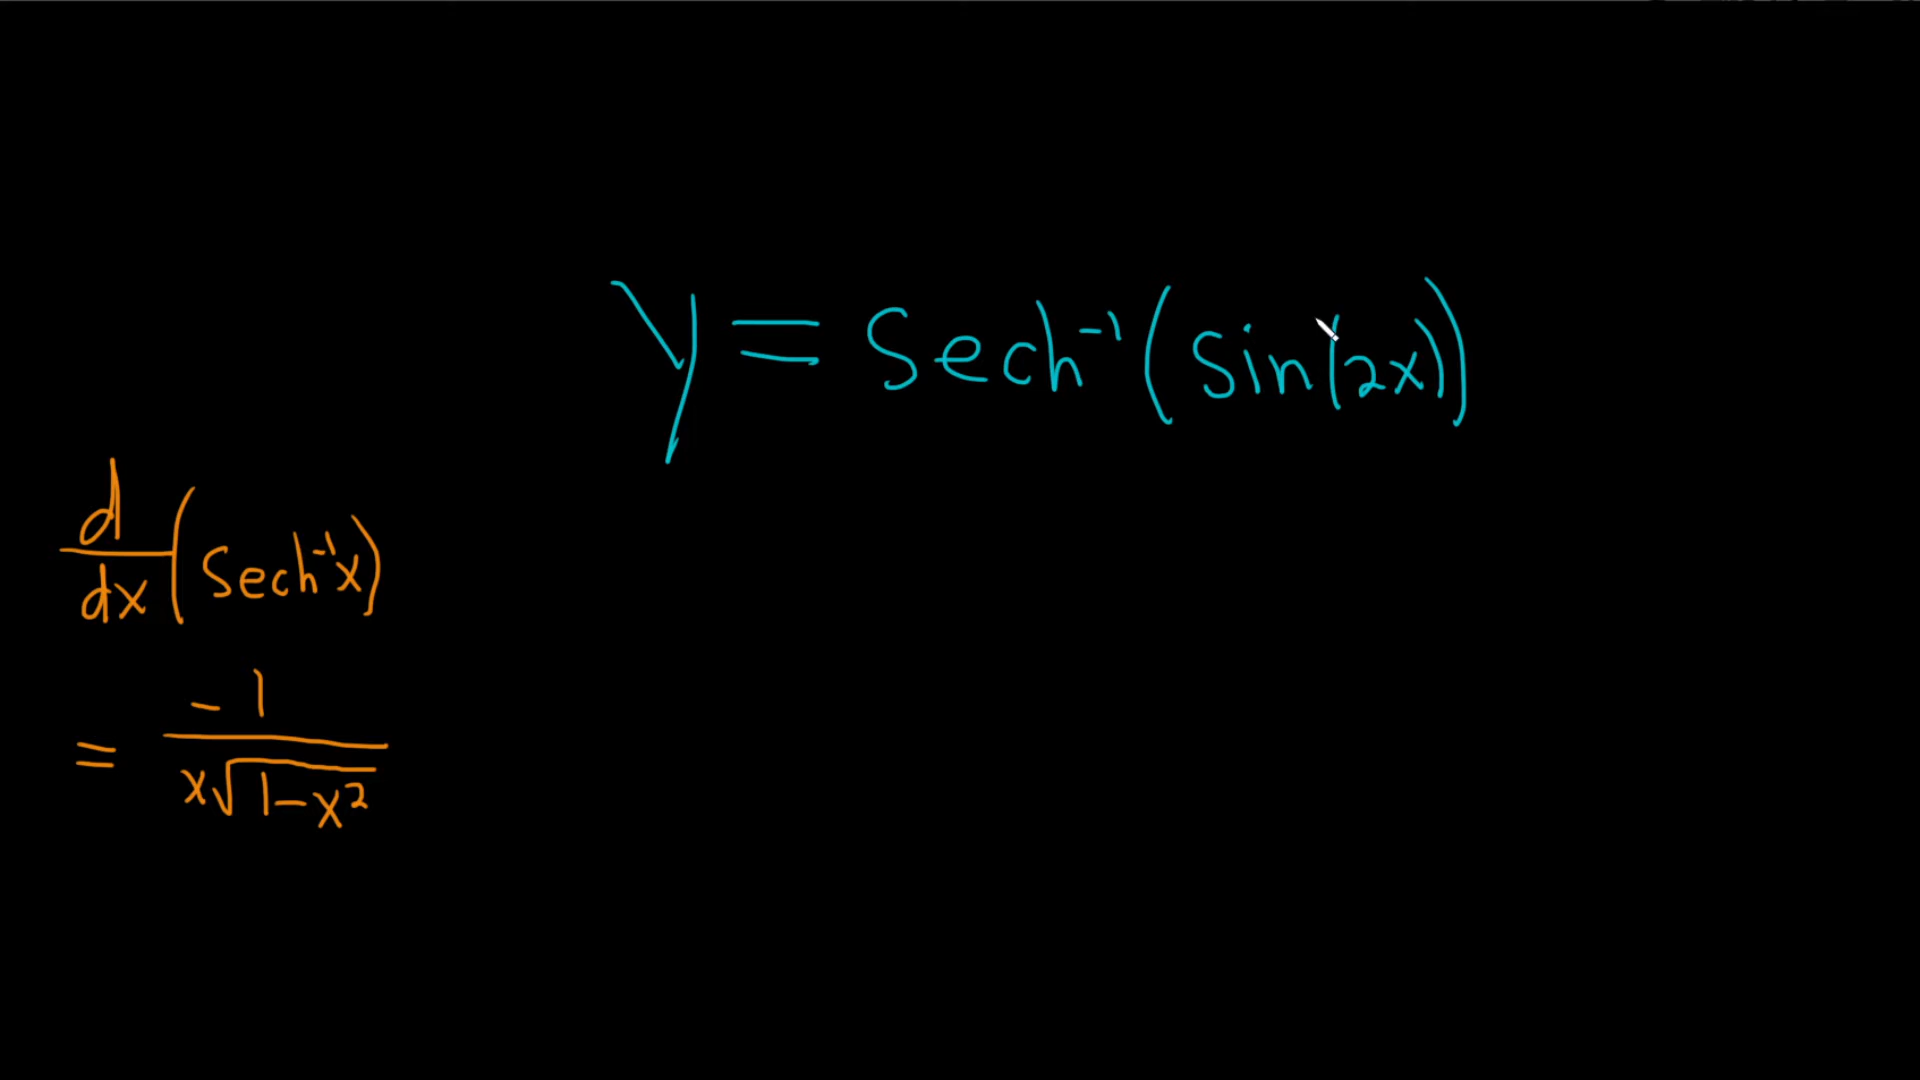 y = Sech⁻¹(Sin(2x))
d/dx (Sech⁻¹x)
= -1/(x√(1-x²))